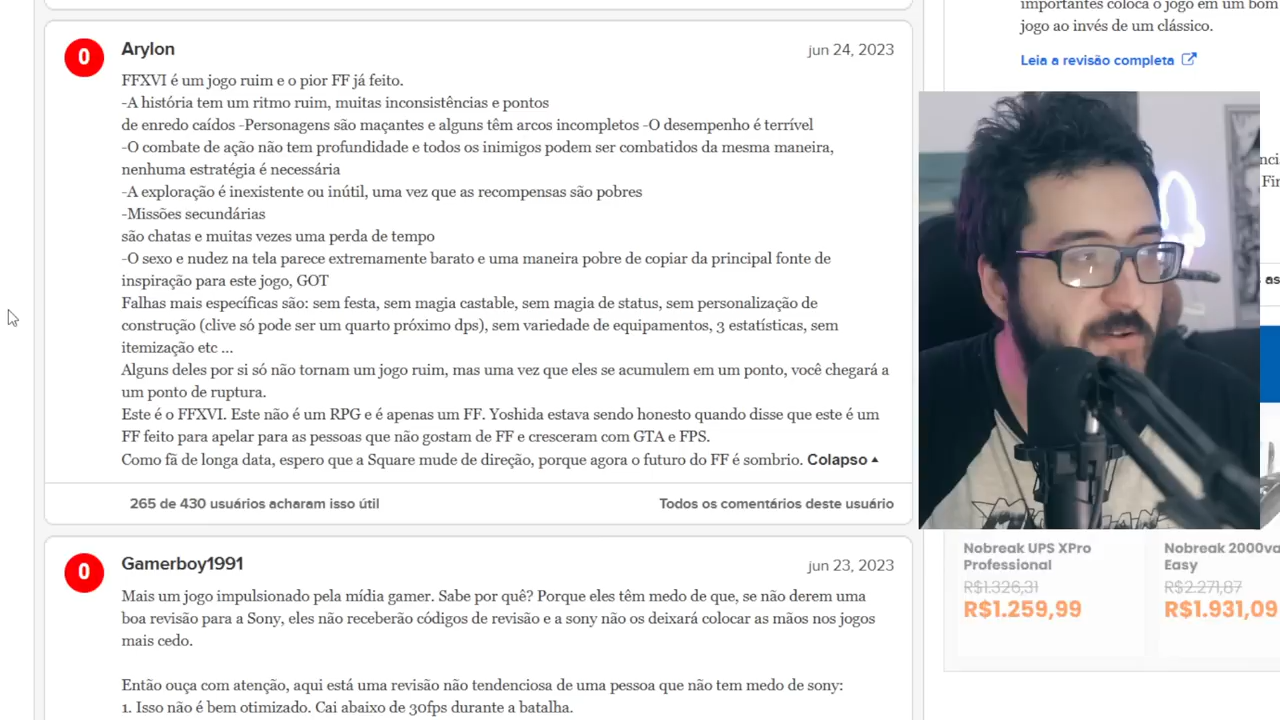 importantes coloca o jogo em um bom
jogo ao invés de um clássico.
Leia a revisão completa
0
Arylon
jun 24, 2023
FFXVI é um jogo ruim e o pior FF já feito.
-A história tem um ritmo ruim, muitas inconsistências e pontos
de enredo caídos -Personagens são maçantes e alguns têm arcos incompletos -O desempenho é terrível
-O combate de ação não tem profundidade e todos os inimigos podem ser combatidos da mesma maneira,
nenhuma estratégia é necessária
-A exploração é inexistente ou inútil, uma vez que as recompensas são pobres
-Missões secundárias
são chatas e muitas vezes uma perda de tempo
-O sexo e nudez na tela parece extremamente barato e uma maneira pobre de copiar da principal fonte de
inspiração para este jogo, GOT
Falhas mais específicas são: sem festa, sem magia castable, sem magia de status, sem personalização de
construção (clive só pode ser um quarto próximo dps), sem variedade de equipamentos, 3 estatísticas, sem
itemização etc ...
Alguns deles por si só não tornam um jogo ruim, mas uma vez que eles se acumulem em um ponto, você chegará a
um ponto de ruptura.
Este é o FFXVI. Este não é um RPG e é apenas um FF. Yoshida estava sendo honesto quando disse que este é um
FF feito para apelar para as pessoas que não gostam de FF e cresceram com GTA e FPS.
Como fã de longa data, espero que a Square mude de direção, porque agora o futuro do FF é sombrio. Colapso
265 de 430 usuários acharam isso útil
Todos os comentários deste usuário
0
Gamerboy1991
jun 23, 2023
Mais um jogo impulsionado pela mídia gamer. Sabe por quê? Porque eles têm medo de que, se não derem uma
boa revisão para a Sony, eles não receberão códigos de revisão e a sony não os deixará colocar as mãos nos jogos
mais cedo.
Então ouça com atenção, aqui está uma revisão não tendenciosa de uma pessoa que não tem medo de sony:
1. Isso não é bem otimizado. Cai abaixo de 30fps durante a batalha.
as
Nobreak UPS XPro
Professional
R$1.326,31
R$1.259,99
Nobreak 2000va
Easy
R$2.271,87
R$1.931,09